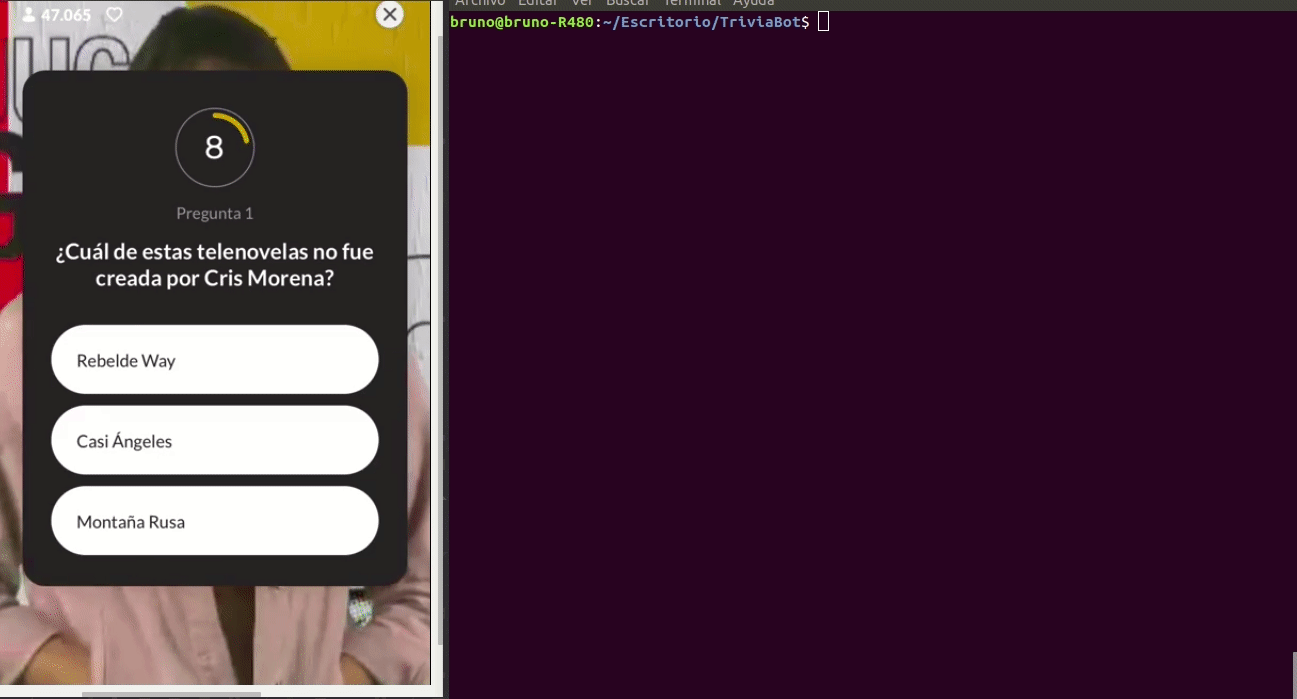 47.065
8
Pregunta 1
¿Cuál de estas telenovelas no fue
creada por Cris Morena?
Rebelde Way
Casi Ángeles
Montaña Rusa
Archivo Editar Ver Buscar Terminal Ayuda
bruno@bruno-R480:~/Escritorio/TriviaBot$